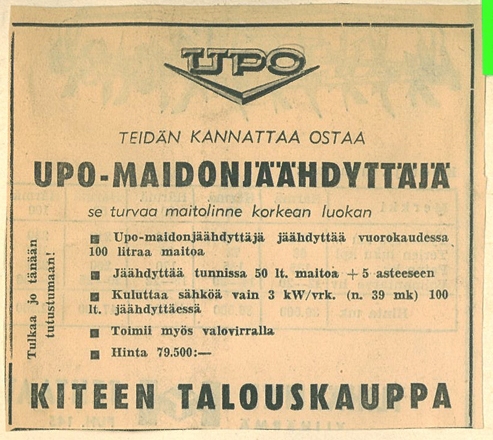 UPO
TEIDÄN KANNATTAA OSTAA
UPO-MAIDONJÄÄHDYTTÄJÄ
se turvaa maitolinne korkean luokan
Tulkaa jo tänään
tutustumaan!
Upo-maidonjäähdyttäjä jäähdyttää vuorokaudessa
100 litraa maitoa
Jäähdyttää tunnissa 50 lt. maitoa +5 asteeseen
Kuluttaa sähköä vain 3 kW/vrk. (n. 39 mk) 100
lt. jäähdyttäessä
Toimii myös valovirralla
Hinta 79.500:—
KITEEN TALOUSKAUPPA